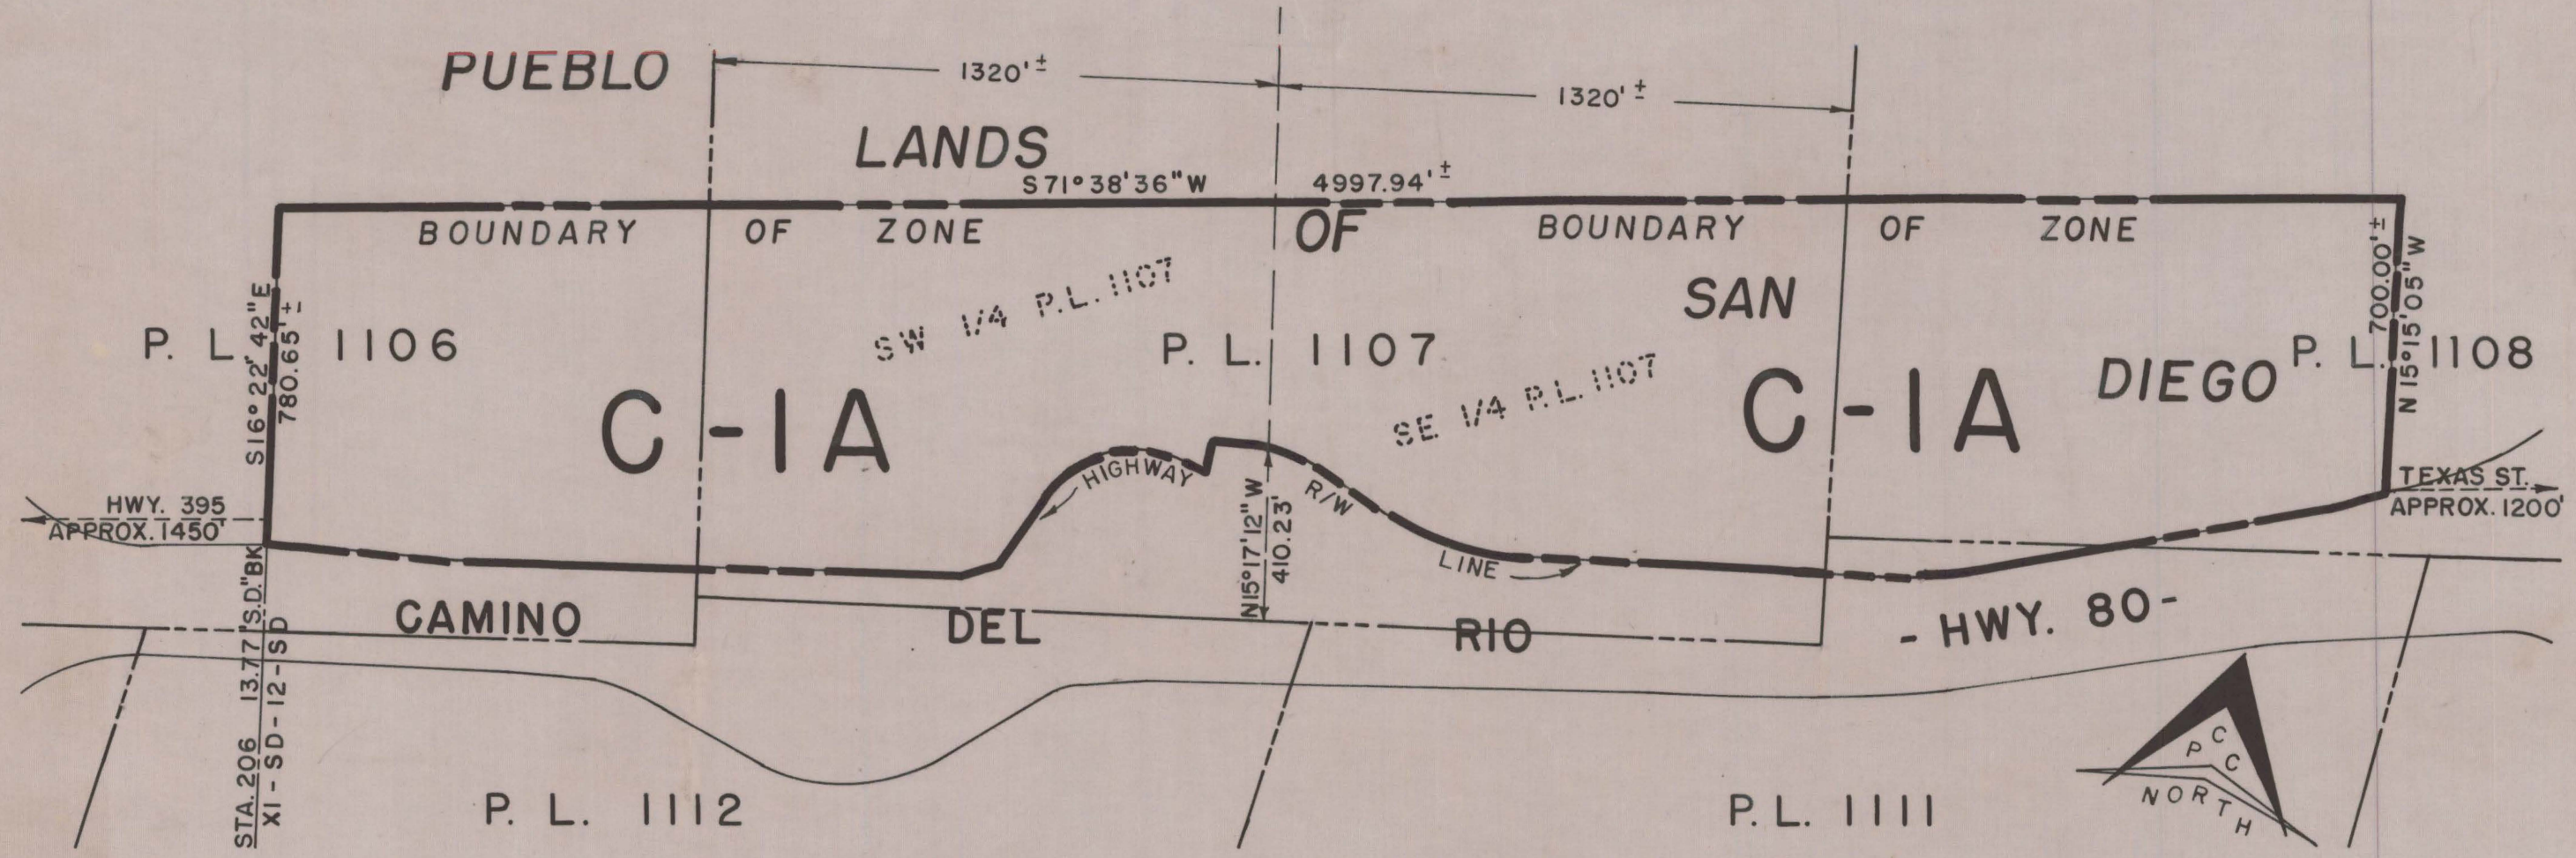 PUEBLO
1320'±
1320'±
LANDS
S71°38'36"W 4997.94'±
BOUNDARY OF ZONE
OF
BOUNDARY OF ZONE
SAN
DIEGO
S16°22'42"E
780.65'±
700.00'±
N15°15'05"W
P. L. 1106
SW 1/4 P.L. 1107
P. L. 1107
SE 1/4 P.L. 1107
P. L. 1108
C-1A
C-1A
HIGHWAY
R/W
LINE
N15°17'12"W
410.23'
HWY. 395
APPROX. 1450'
TEXAS ST.
APPROX. 1200'
CAMINO DEL RIO
- HWY. 80 -
STA. 206 13.77 "S.D." BK
XI - SD - 12 - SD
P. L. 1112
P. L. 1111
C
P C
NORTH